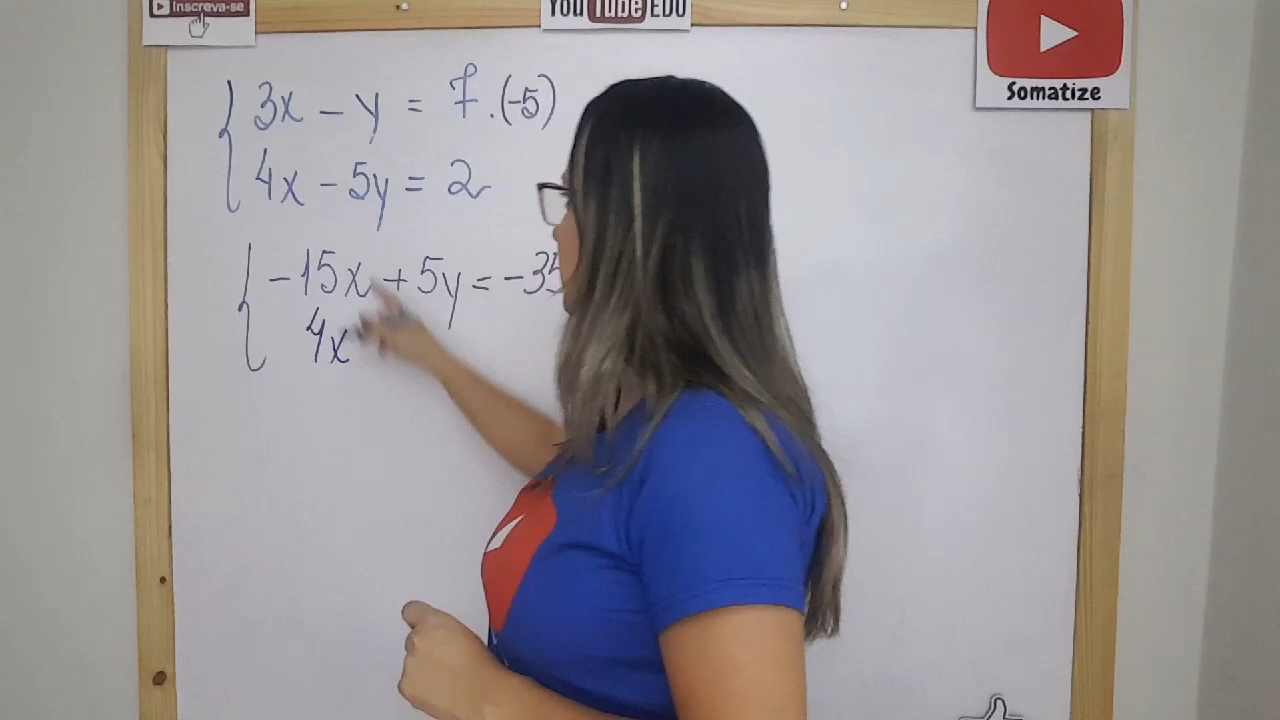 Inscreva-se
YouTube EDU
Somatize
3x - y = 7 . (-5)
4x - 5y = 2
-15x + 5y = -35
4x